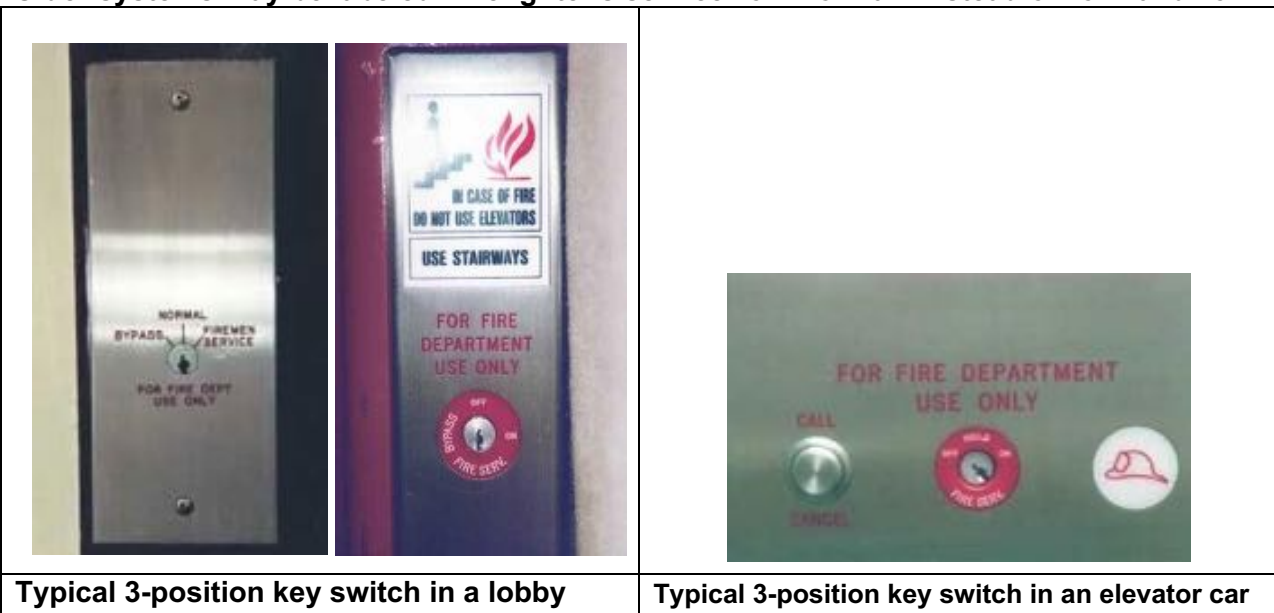 NORMAL
BYPASS
FIREMEN
SERVICE
FOR FIRE DEPT
USE ONLY
IN CASE OF FIRE
DO NOT USE ELEVATORS
USE STAIRWAYS
FOR FIRE
DEPARTMENT
USE ONLY
OFF
BYPASS
ON
FIRE SERV.
FOR FIRE DEPARTMENT
USE ONLY
CALL
CANCEL
HOLD
OFF
ON
FIRE SERV.
Typical 3-position key switch in a lobby
Typical 3-position key switch in an elevator car